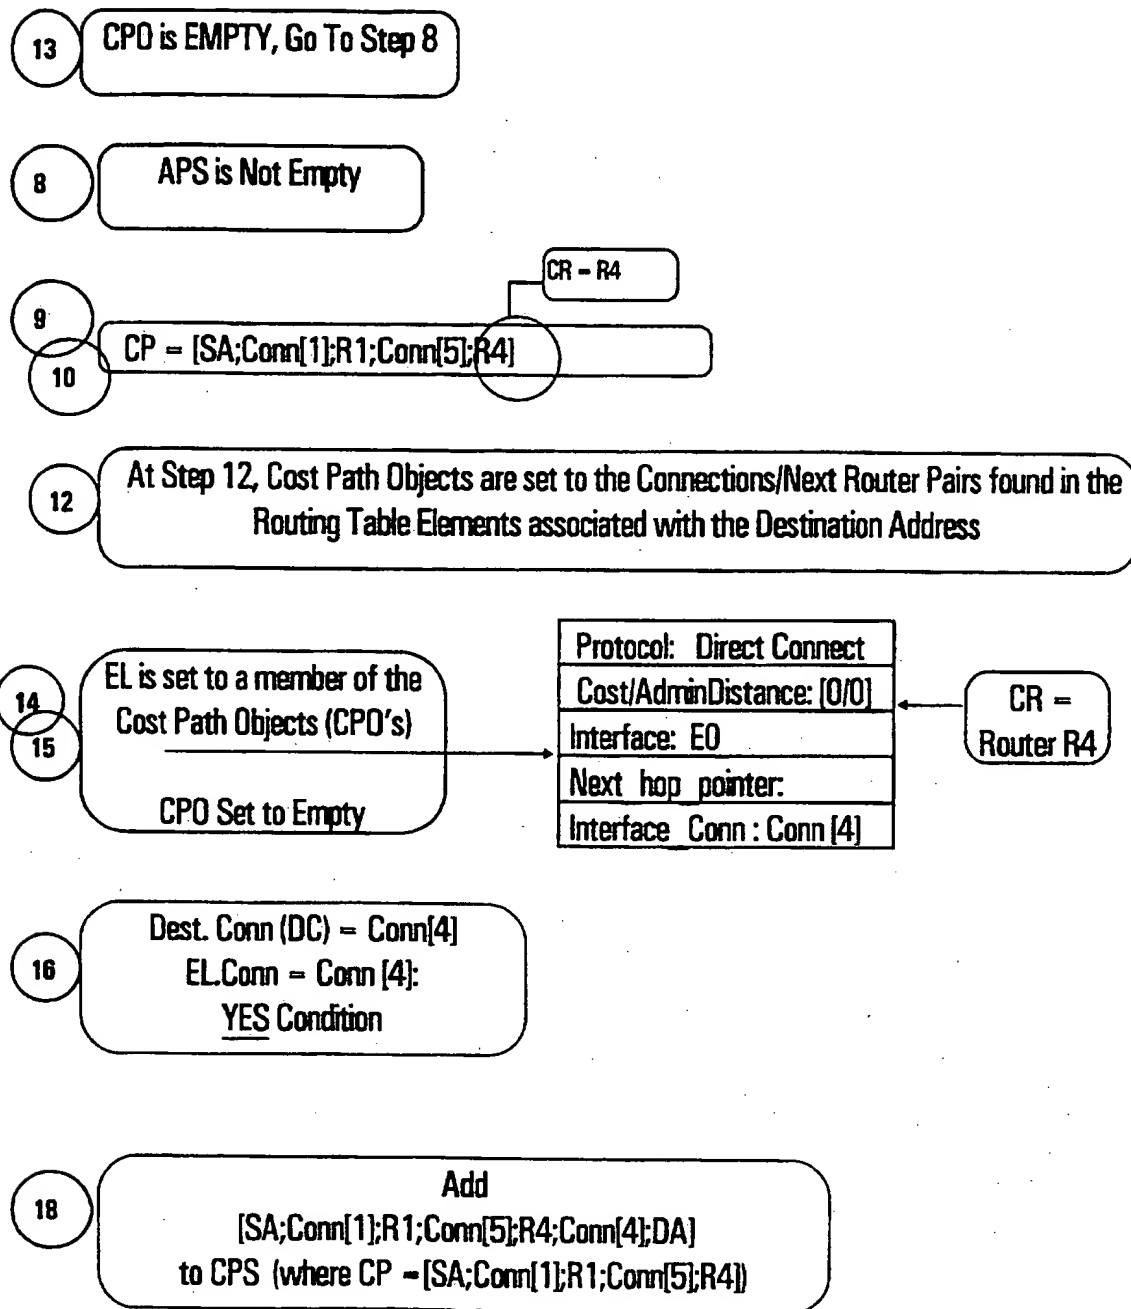 13
CPO is EMPTY, Go To Step 8
8
APS is Not Empty
CR = R4
9
CP = [SA;Conn[1];R1;Conn[5];R4]
10
12
At Step 12, Cost Path Objects are set to the Connections/Next Router Pairs found in the
Routing Table Elements associated with the Destination Address
14
15
EL is set to a member of the
Cost Path Objects (CPO's)
CPO Set to Empty
Protocol: Direct Connect
Cost/AdminDistance: [0/0]
Interface: E0
Next hop pointer:
Interface Conn : Conn [4]
CR =
Router R4
16
Dest. Conn (DC) = Conn[4]
EL.Conn = Conn [4]:
YES Condition
18
Add
[SA;Conn[1];R1;Conn[5];R4;Conn[4];DA]
to CPS (where CP = [SA;Conn[1];R1;Conn[5];R4])